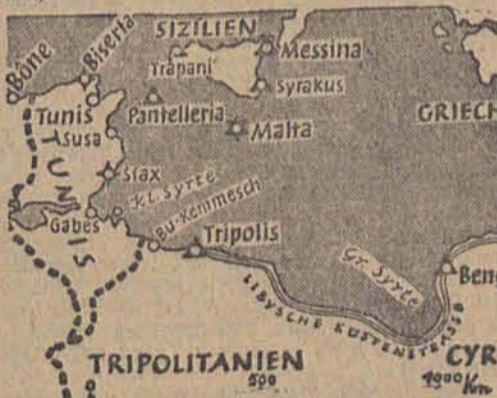 SIZILIEN
Messina
Trapani
Syrakus
Bône
Biserta
Tunis
Pantelleria
GRIECH
Susa
Malta
TUNIS
Sfax
Kl. Syrte
Gabes
Bu-Kemmesch
Tripolis
Gr. Syrte
Ben
LIBYSCHE KÜSTENSTRASSE
TRIPOLITANIEN
CYR
500
1000 Km